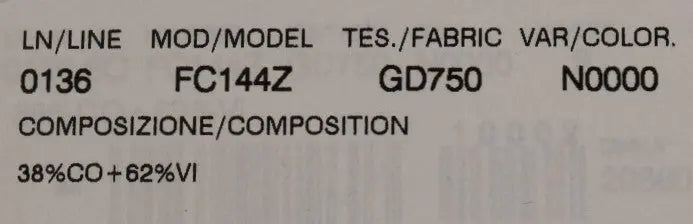 LN/LINE MOD/MODEL TES./FABRIC VAR/COLOR.
0136 FC144Z GD750 N0000
COMPOSIZIONE/COMPOSITION
38%CO+62%VI